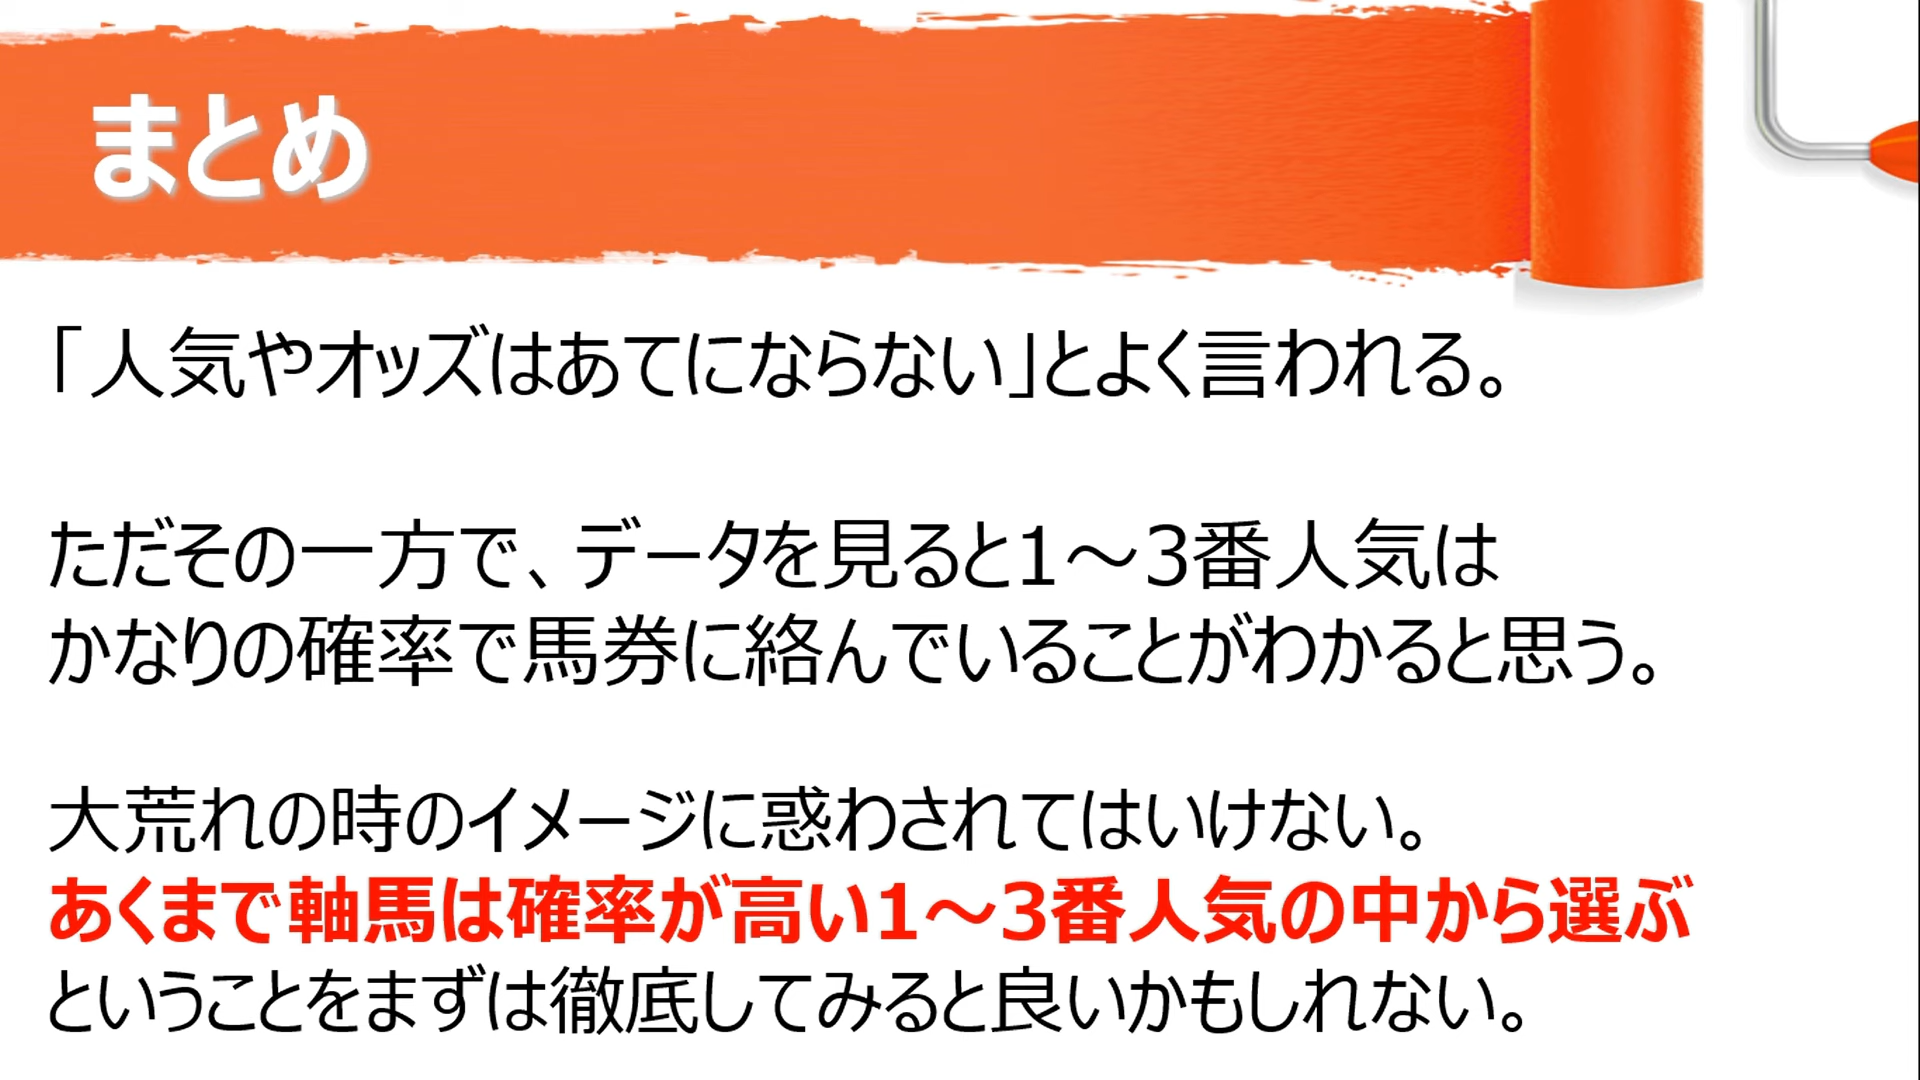 まとめ
「人気やオッズはあてにならない」とよく言われる。
ただその一方で、データを見ると1～3番人気は
かなりの確率で馬券に絡んでいることがわかると思う。
大荒れの時のイメージに惑わされてはいけない。
あくまで軸馬は確率が高い1～3番人気の中から選ぶ
ということをまずは徹底してみると良いかもしれない。